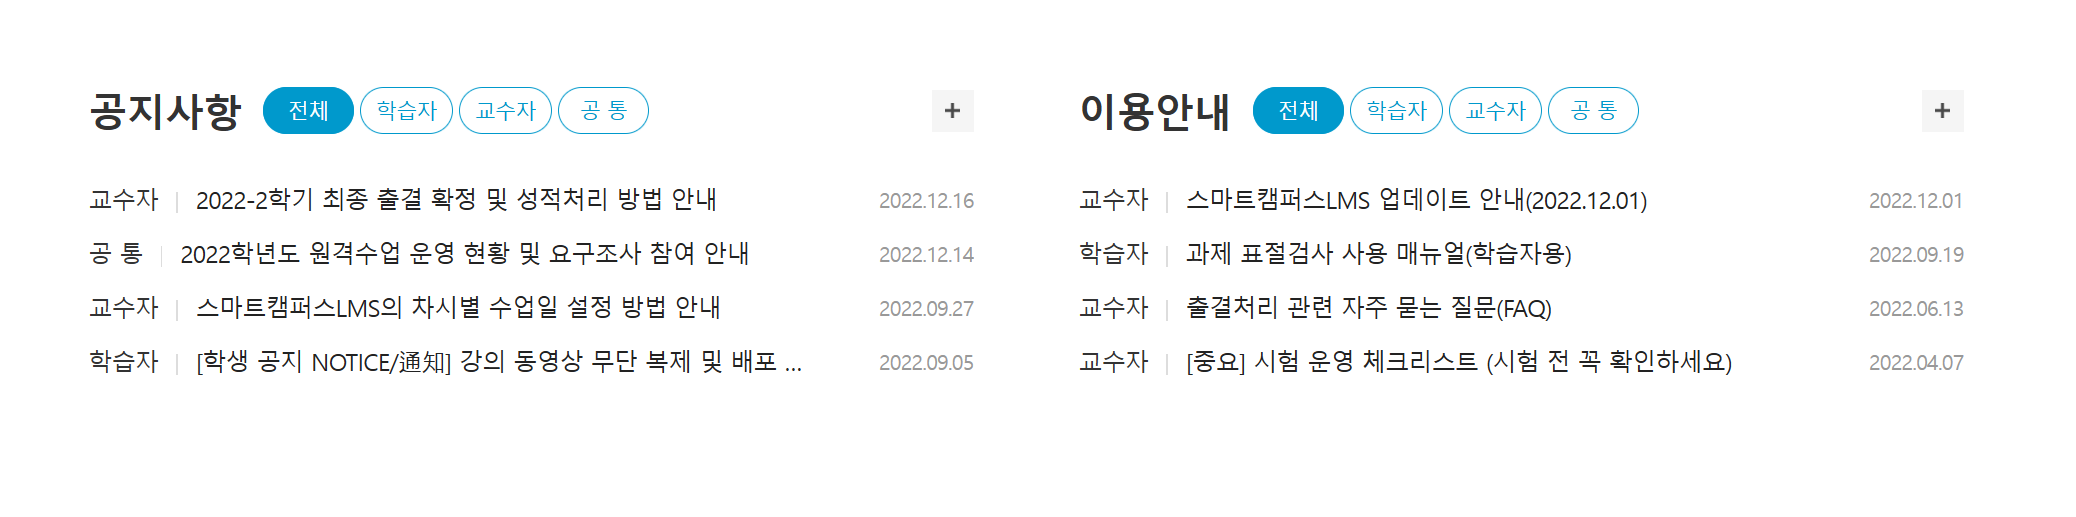 공지사항 전체 학습자 교수자 공 통 +
교수자 2022-2학기 최종 출결 확정 및 성적처리 방법 안내 2022.12.16
공 통 2022학년도 원격수업 운영 현황 및 요구조사 참여 안내 2022.12.14
교수자 스마트캠퍼스LMS의 차시별 수업일 설정 방법 안내 2022.09.27
학습자 [학생 공지 NOTICE/通知] 강의 동영상 무단 복제 및 배포 ... 2022.09.05
이용안내 전체 학습자 교수자 공 통 +
교수자 스마트캠퍼스LMS 업데이트 안내(2022.12.01) 2022.12.01
학습자 과제 표절검사 사용 매뉴얼(학습자용) 2022.09.19
교수자 출결처리 관련 자주 묻는 질문(FAQ) 2022.06.13
교수자 [중요] 시험 운영 체크리스트 (시험 전 꼭 확인하세요) 2022.04.07